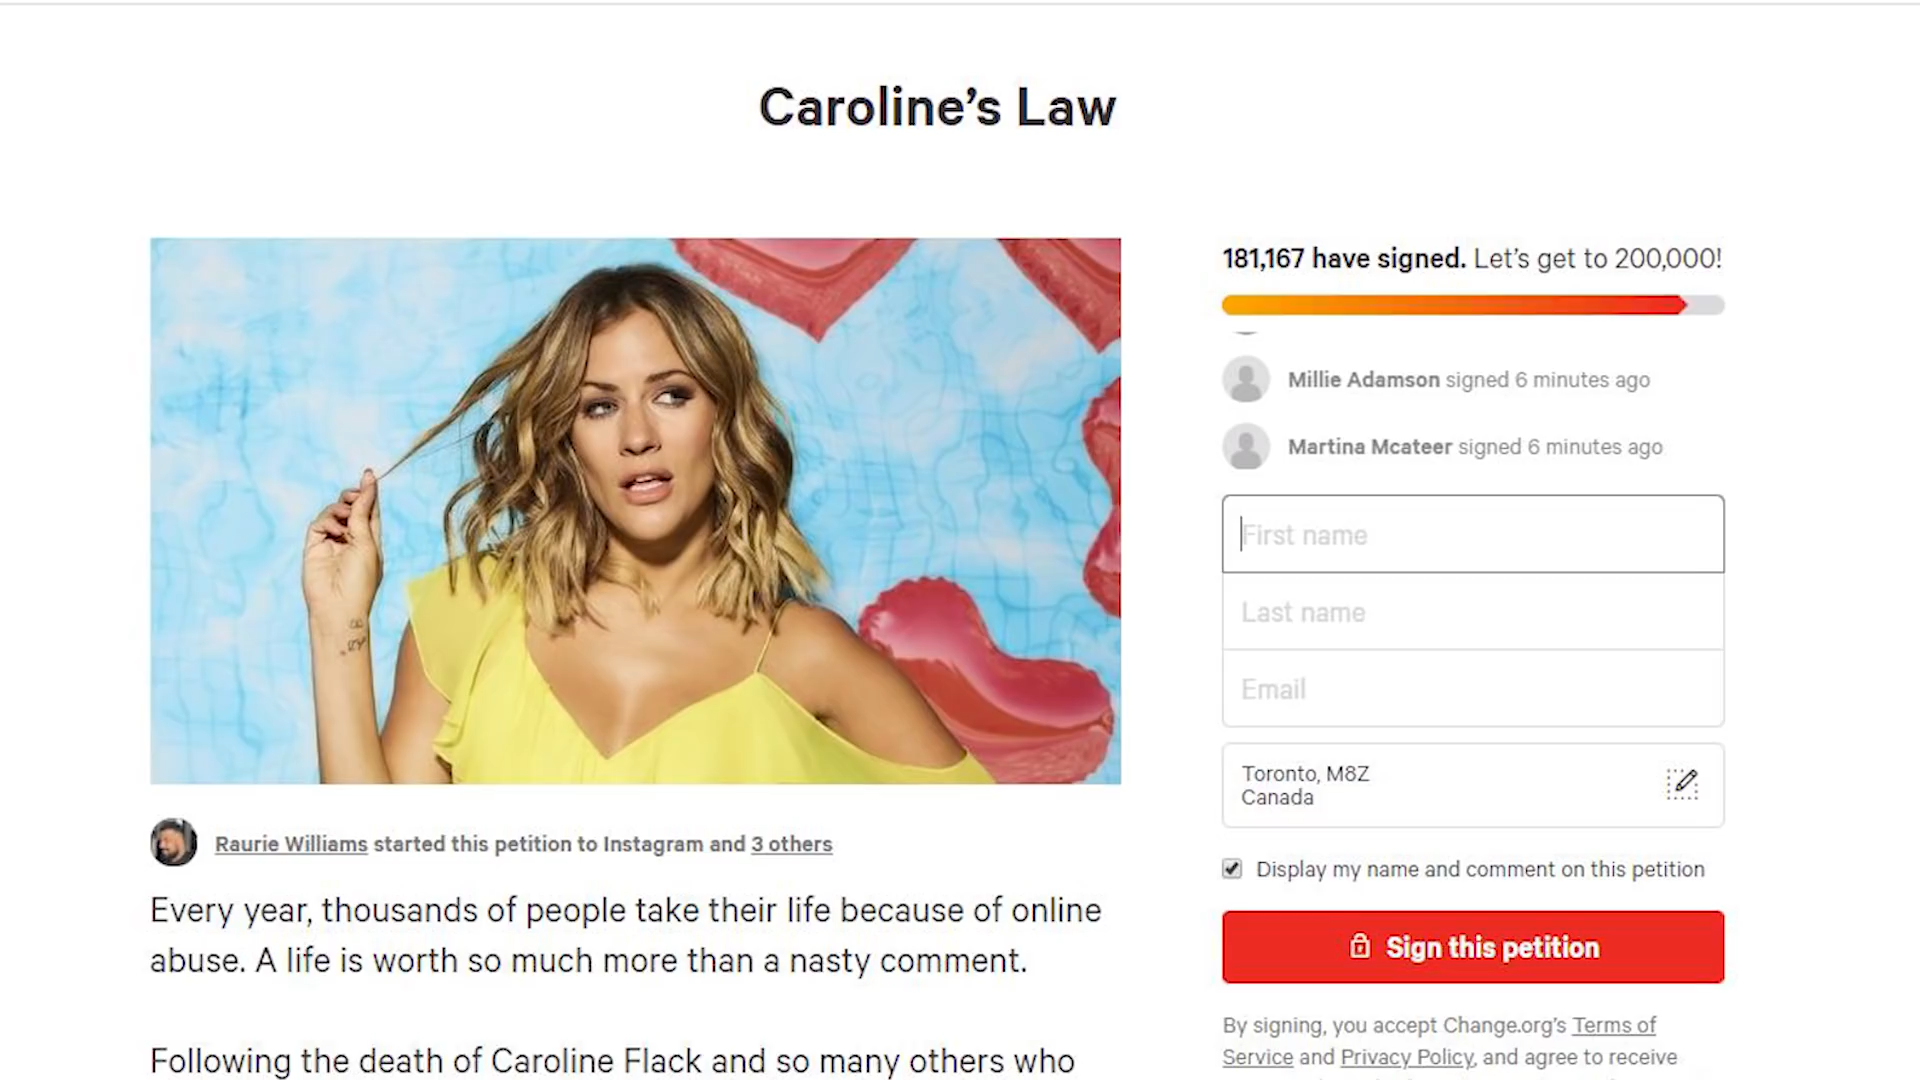 Caroline’s Law
181,167 have signed. Let’s get to 200,000!
Millie Adamson signed 6 minutes ago
Martina Mcateer signed 6 minutes ago
First name
Last name
Email
Toronto, M8Z
Canada
Display my name and comment on this petition
Sign this petition
By signing, you accept Change.org’s Terms of
Service and Privacy Policy, and agree to receive
Raurie Williams started this petition to Instagram and 3 others
Every year, thousands of people take their life because of online
abuse. A life is worth so much more than a nasty comment.
Following the death of Caroline Flack and so many others who